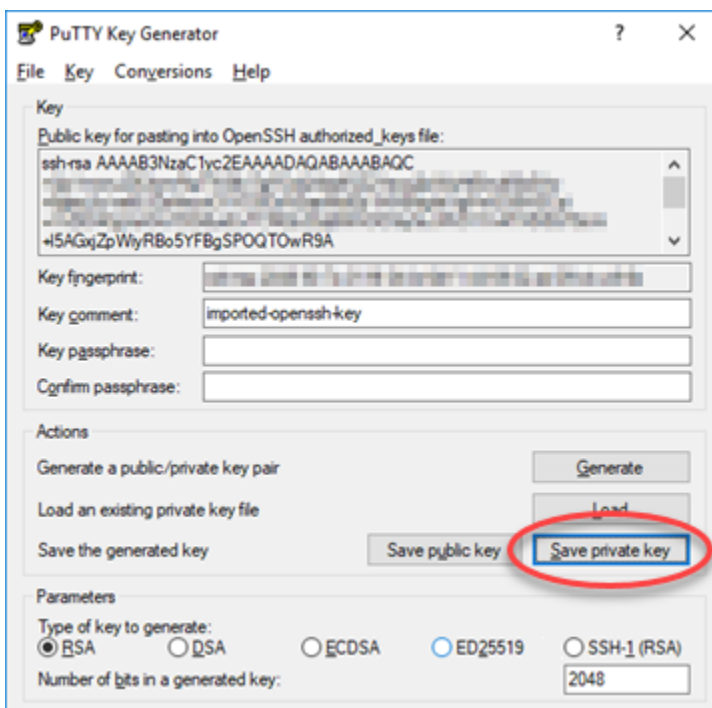 PuTTY Key Generator ? ×
File Key Conversions Help
Key
Public key for pasting into OpenSSH authorized_keys file:
ssh-rsa AAAAB3NzaC1yc2EAAAADAQABAAABAQC
+I5AGxjZpWiyRBo5YFBgSPOQTOwR9A
Key fingerprint:
Key comment: imported-openssh-key
Key passphrase:
Confirm passphrase:
Actions
Generate a public/private key pair Generate
Load an existing private key file Load
Save the generated key Save public key Save private key
Parameters
Type of key to generate:
RSA DSA ECDSA ED25519 SSH-1 (RSA)
Number of bits in a generated key: 2048